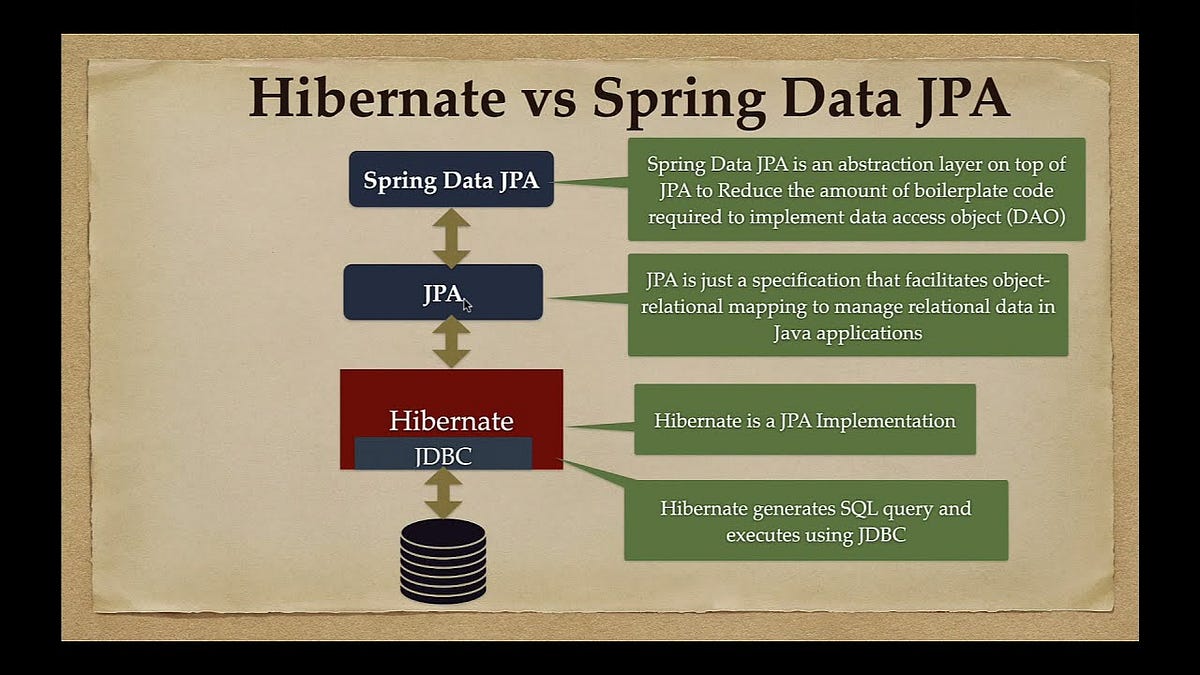 Hibernate vs Spring Data JPA
Spring Data JPA
Spring Data JPA is an abstraction layer on top of
JPA to Reduce the amount of boilerplate code
required to implement data access object (DAO)
JPA
JPA is just a specification that facilitates object-
relational mapping to manage relational data in
Java applications
Hibernate
JDBC
Hibernate is a JPA Implementation
Hibernate generates SQL query and
executes using JDBC